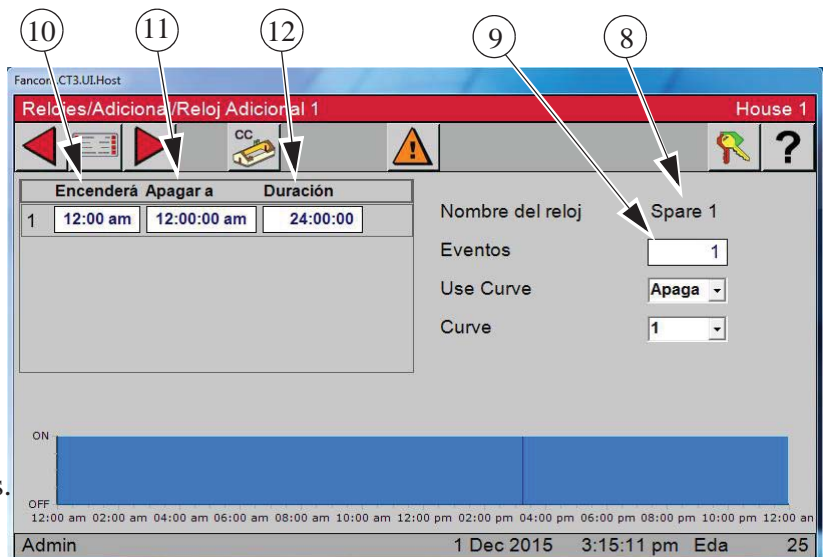 10 11 12 9 8
Fancom.CT3.UI.Host
Relojes/Adicional/Reloj Adicional 1 House 1
CC ?
Encenderá Apagar a Duración
1 12:00 am 12:00:00 am 24:00:00
Nombre del reloj Spare 1
Eventos 1
Use Curve Apaga
Curve 1
ON
s.
OFF
12:00 am 02:00 am 04:00 am 06:00 am 08:00 am 10:00 am 12:00 pm 02:00 pm 04:00 pm 06:00 pm 08:00 pm 10:00 pm 12:00 an
Admin 1 Dec 2015 3:15:11 pm Eda 25